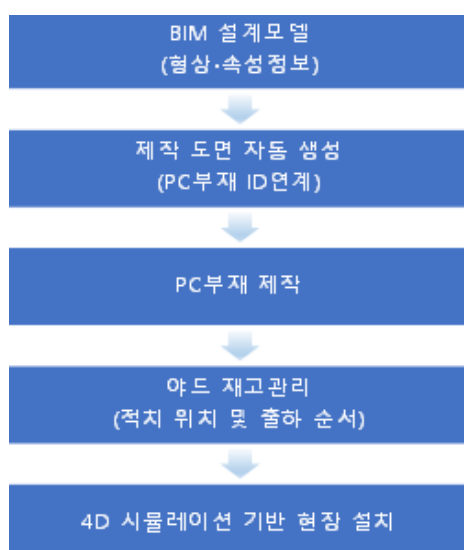 BIM 설계모델
(형상·속성정보)
제작 도면 자동 생성
(PC부재 ID연계)
PC부재 제작
야드 재고관리
(적치 위치 및 출하 순서)
4D 시뮬레이션 기반 현장 설치